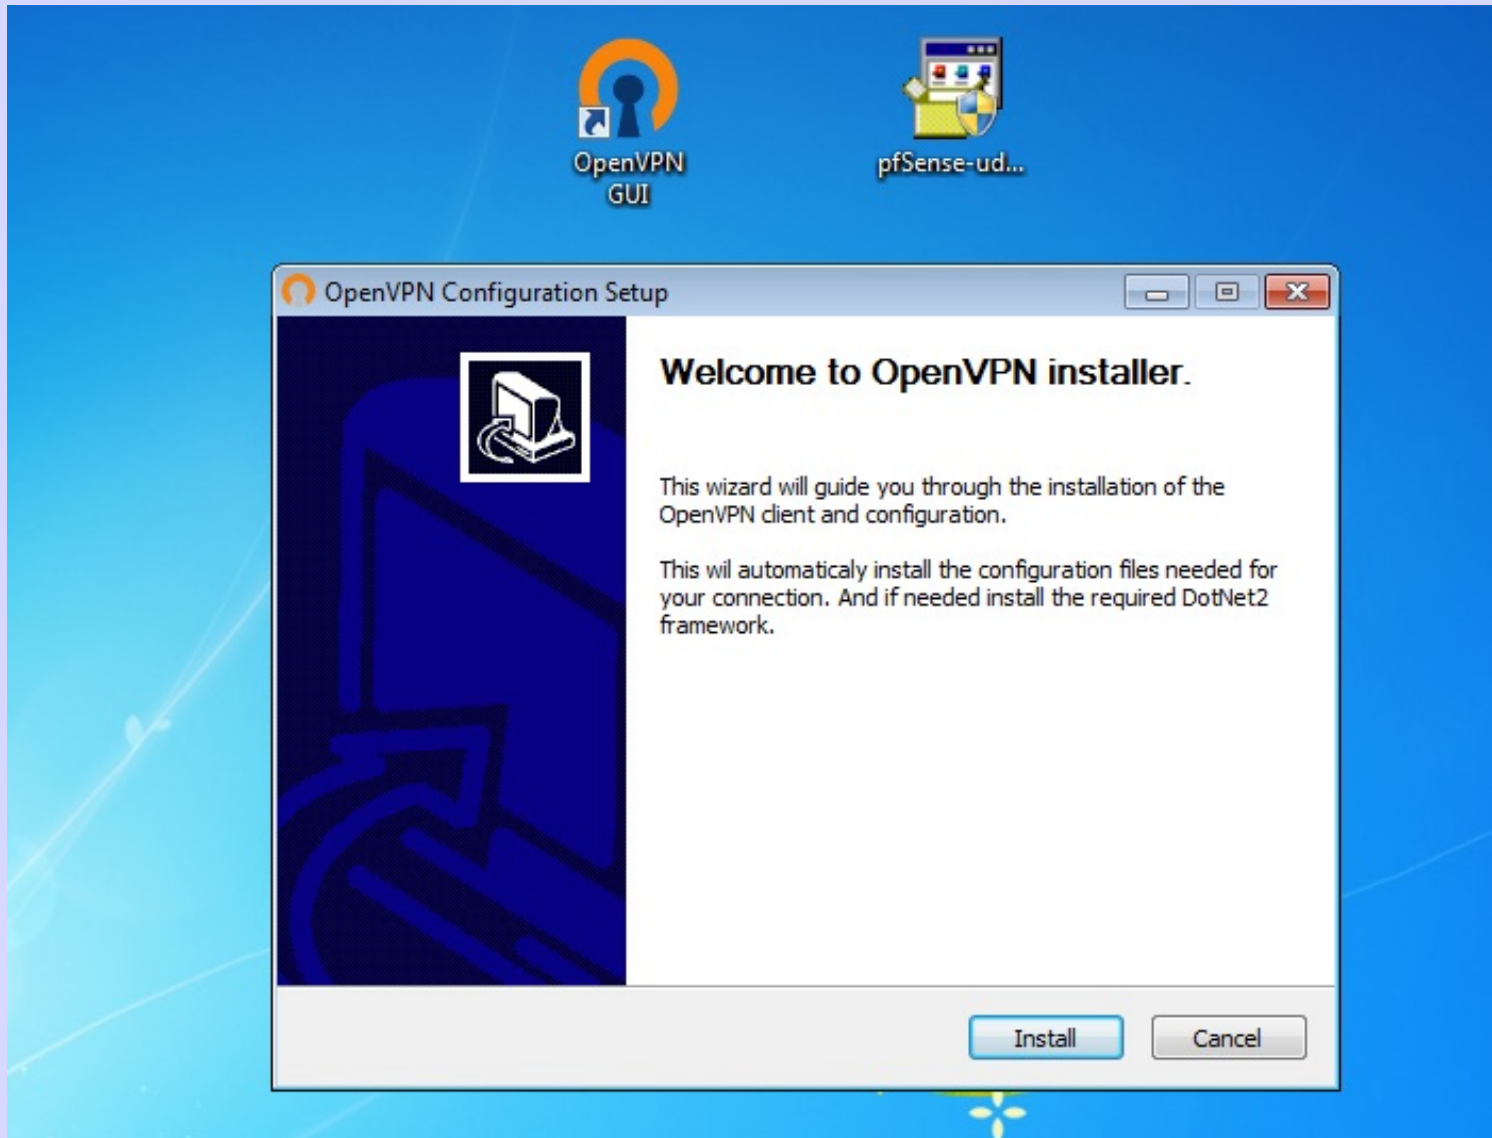 OpenVPN
GUI
pfSense-ud...
OpenVPN Configuration Setup
Welcome to OpenVPN installer.
This wizard will guide you through the installation of the
OpenVPN client and configuration.
This wil automaticaly install the configuration files needed for
your connection. And if needed install the required DotNet2
framework.
Install
Cancel